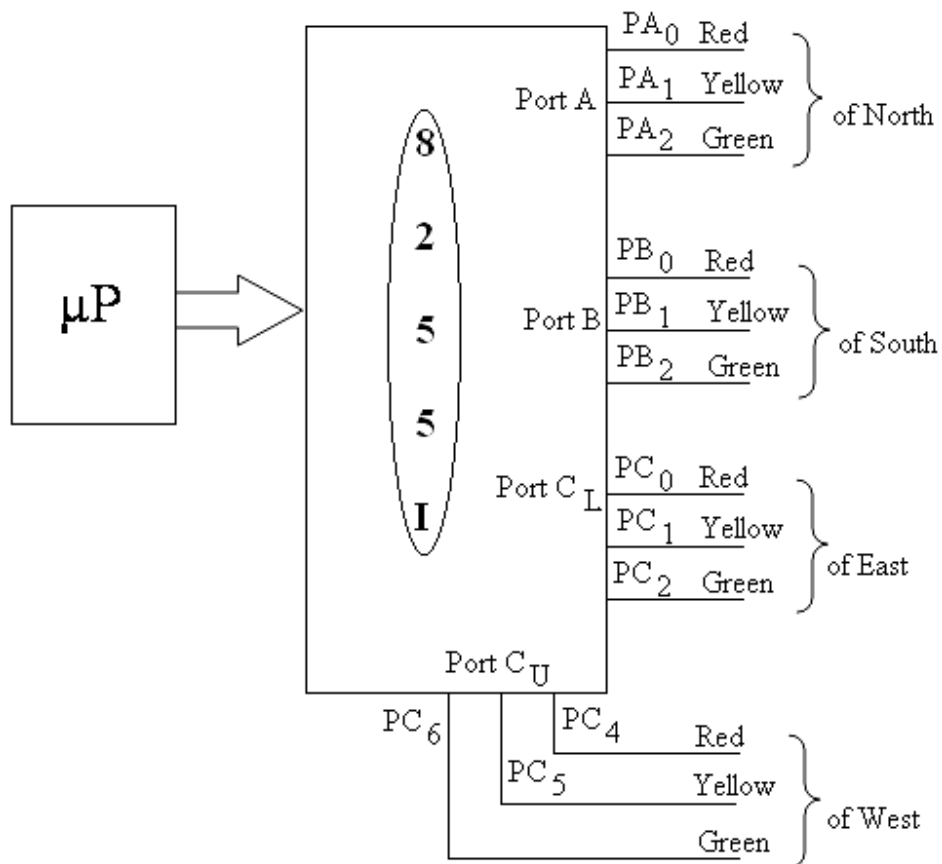 µP
8
2
5
5
I
Port A
PA0 Red
PA1 Yellow
PA2 Green
of North
Port B
PB0 Red
PB1 Yellow
PB2 Green
of South
Port CL
PC0 Red
PC1 Yellow
PC2 Green
of East
Port CU
PC4 Red
PC5 Yellow
PC6 Green
of West